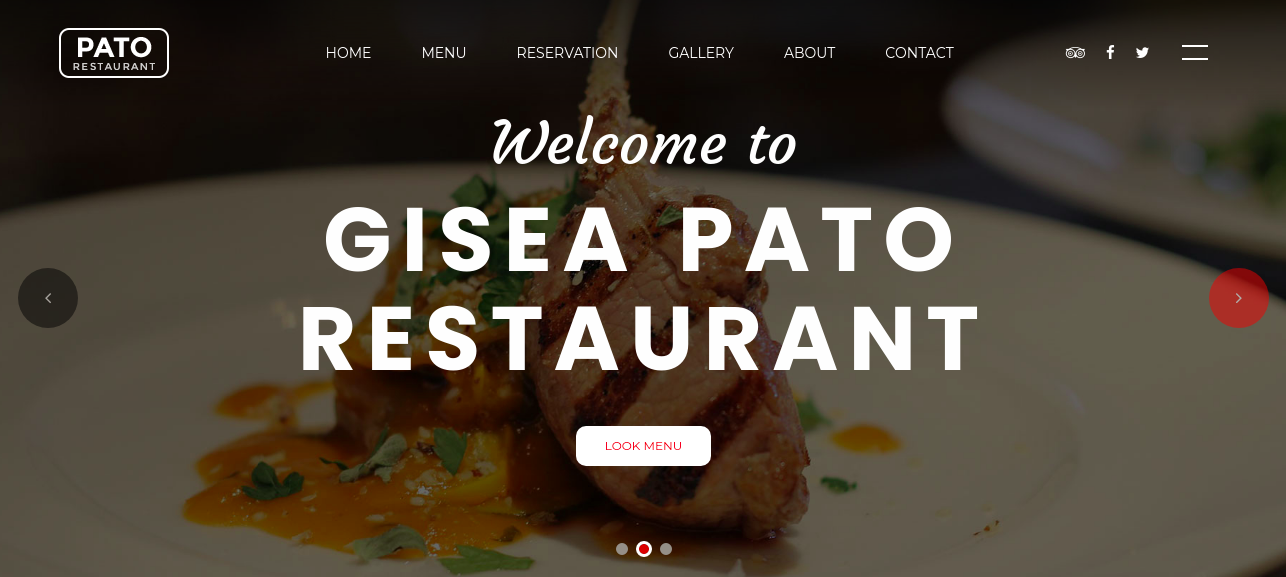 PATO
RESTAURANT
HOME MENU RESERVATION GALLERY ABOUT CONTACT
Welcome to
GISEA PATO
RESTAURANT
LOOK MENU